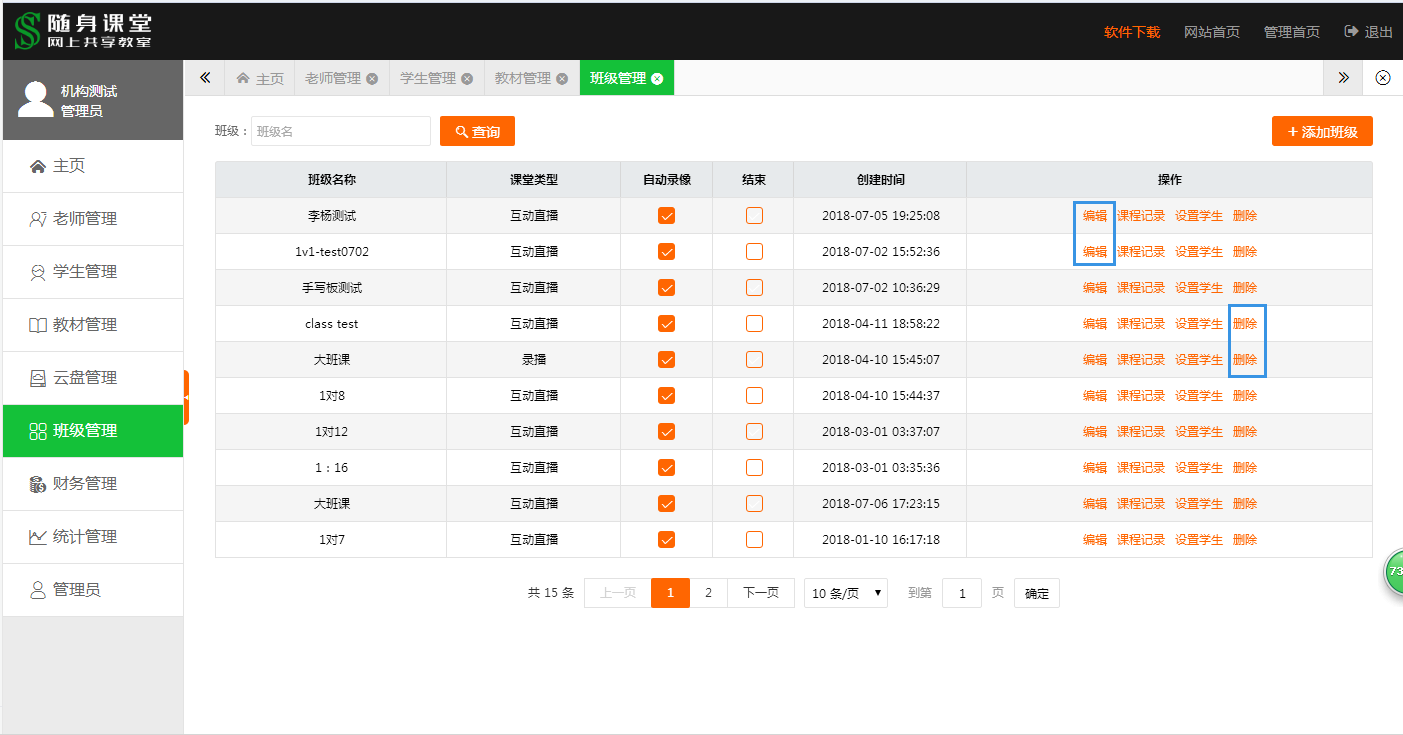 随身课堂
网上共享教室
软件下载 网站首页 管理首页 退出
机构测试
管理员
主页 老师管理 学生管理 教材管理 班级管理
主页
老师管理
学生管理
教材管理
云盘管理
班级管理
财务管理
统计管理
管理员
班级： 班级名 查询 添加班级
班级名称 课堂类型 自动录像 结束 创建时间 操作
李杨测试 互动直播 2018-07-05 19:25:08 编辑 课程记录 设置学生 删除
1v1-test0702 互动直播 2018-07-02 15:52:36 编辑 课程记录 设置学生 删除
手写板测试 互动直播 2018-07-02 10:36:29 编辑 课程记录 设置学生 删除
class test 互动直播 2018-04-11 18:58:22 编辑 课程记录 设置学生 删除
大班课 录播 2018-04-10 15:45:07 编辑 课程记录 设置学生 删除
1对8 互动直播 2018-04-10 15:44:37 编辑 课程记录 设置学生 删除
1对12 互动直播 2018-03-01 03:37:07 编辑 课程记录 设置学生 删除
1：16 互动直播 2018-03-01 03:35:36 编辑 课程记录 设置学生 删除
大班课 互动直播 2018-07-06 17:23:15 编辑 课程记录 设置学生 删除
1对7 互动直播 2018-01-10 16:17:18 编辑 课程记录 设置学生 删除
共 15 条 上一页 1 2 下一页 10 条/页 到第 1 页 确定
73